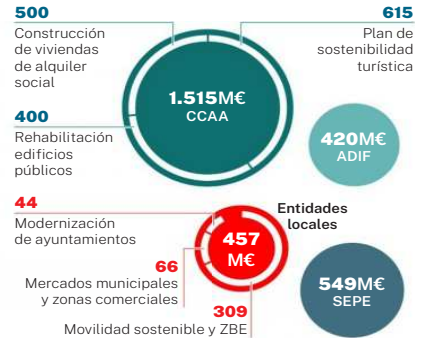 500
Construcción
de viviendas
de alquiler
social
615
Plan de
sostenibilidad
turística
1.515M€
CCAA
400
Rehabilitación
edificios
públicos
420M€
ADIF
44
Modernización
de ayuntamientos
Entidades
locales
457
M€
66
Mercados municipales
y zonas comerciales
549M€
SEPE
309
Movilidad sostenible y ZBE